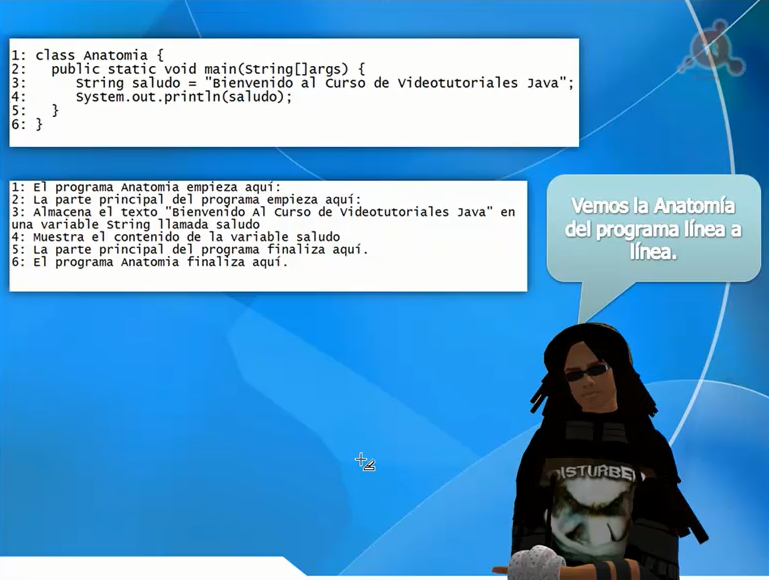 1: class Anatomia {
2:   public static void main(String[]args) {
3:      String saludo = "Bienvenido al Curso de Videotutoriales Java";
4:      System.out.println(saludo);
5:   }
6: }
1: El programa Anatomia empieza aquí:
2: La parte principal del programa empieza aquí:
3: Almacena el texto "Bienvenido Al Curso de Videotutoriales Java" en
una variable String llamada saludo
4: Muestra el contenido de la variable saludo
5: La parte principal del programa finaliza aquí.
6: El programa Anatomia finaliza aquí.
Vemos la Anatomía
del programa línea a
línea.
DISTURBED